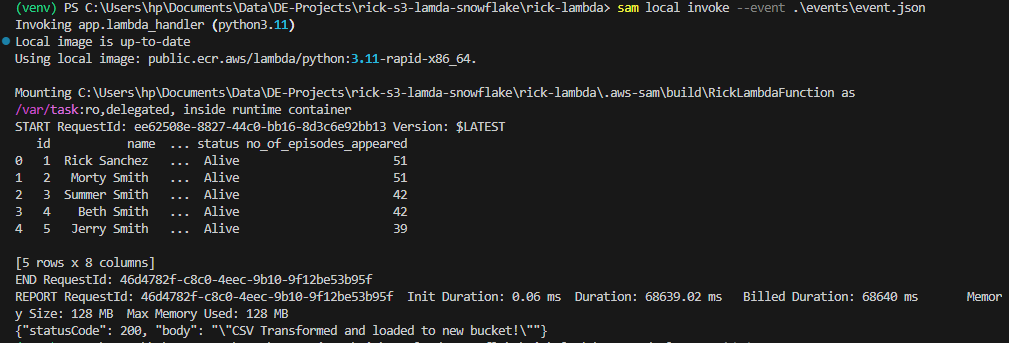 (venv) PS C:\Users\hp\Documents\Data\DE-Projects\rick-s3-lamda-snowflake\rick-lambda> sam local invoke --event .\events\event.json
Invoking app.lambda_handler (python3.11)
Local image is up-to-date
Using local image: public.ecr.aws/lambda/python:3.11-rapid-x86_64.

Mounting C:\Users\hp\Documents\Data\DE-Projects\rick-s3-lamda-snowflake\rick-lambda\.aws-sam\build\RickLambdaFunction as
/var/task:ro,delegated, inside runtime container
START RequestId: ee62508e-8827-44c0-bb16-8d3c6e92bb13 Version: $LATEST
   id          name  ... status no_of_episodes_appeared
0   1  Rick Sanchez  ...  Alive                      51
1   2   Morty Smith  ...  Alive                      51
2   3  Summer Smith  ...  Alive                      42
3   4    Beth Smith  ...  Alive                      42
4   5   Jerry Smith  ...  Alive                      39

[5 rows x 8 columns]
END RequestId: 46d4782f-c8c0-4eec-9b10-9f12be53b95f
REPORT RequestId: 46d4782f-c8c0-4eec-9b10-9f12be53b95f  Init Duration: 0.06 ms  Duration: 68639.02 ms   Billed Duration: 68640 ms       Memor
y Size: 128 MB  Max Memory Used: 128 MB
{"statusCode": 200, "body": "\"CSV Transformed and loaded to new bucket!\""}